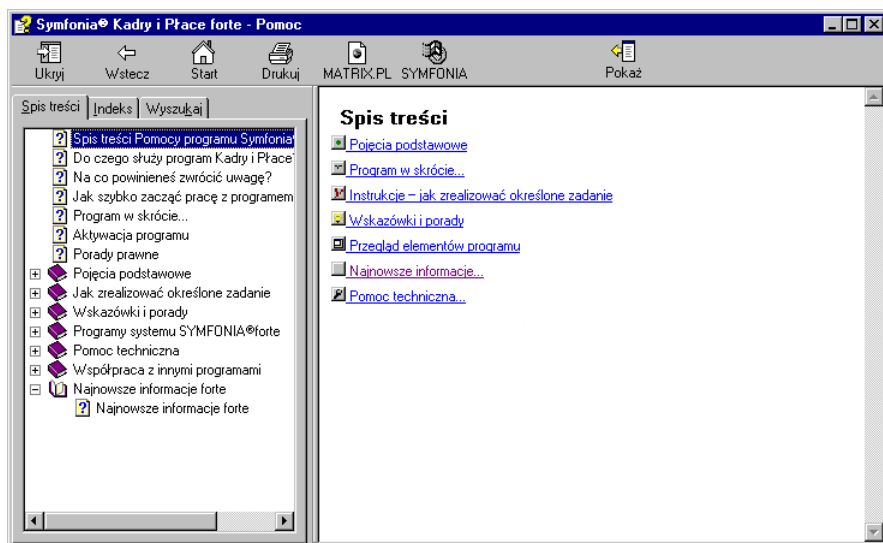 Symfonia® Kadry i Płace forte - Pomoc
Ukryj Wstecz Start Drukuj MATRIX.PL SYMFONIA Pokaż
Spis treści Indeks Wyszukaj
Spis treści Pomocy programu Symfonia
Do czego służy program Kadry i Płace
Na co powinieneś zwrócić uwagę?
Jak szybko zacząć pracę z programem
Program w skrócie...
Aktywacja programu
Porady prawne
Pojęcia podstawowe
Jak zrealizować określone zadanie
Wskazówki i porady
Programy systemu SYMFONIA®forte
Pomoc techniczna
Współpraca z innymi programami
Najnowsze informacje forte
Najnowsze informacje forte
Spis treści
Pojęcia podstawowe
Program w skrócie...
Instrukcje – jak zrealizować określone zadanie
Wskazówki i porady
Przegląd elementów programu
Najnowsze informacje...
Pomoc techniczna...